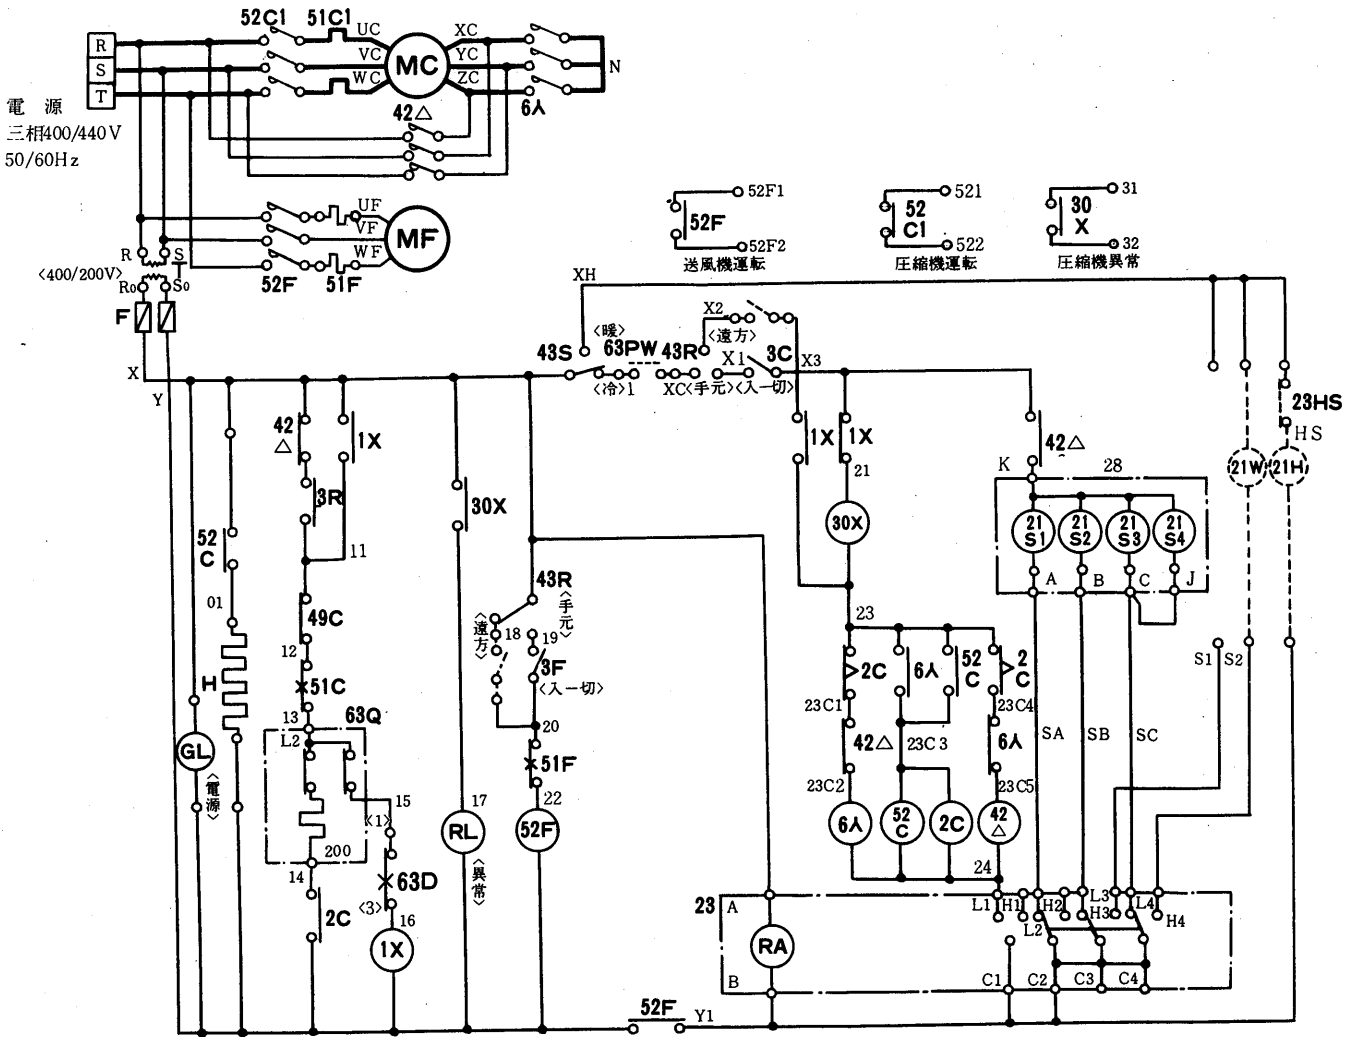 52C1 51C1 UC XC
R VC YC
S MC N
T WC ZC
電 源 42△ 6人
三相400/440V
50/60Hz
UF 52F1 521 31
VF MF 52F 52 C1 30 X
WF 52F2 522 32
R S T 52F 51F 送風機運転 圧縮機運転 圧縮機異常
<400/200V>
R0 S0 XH
F
X2
<暖> 63PW 43R <遠方>
43S X1 3C X3
X <冷> 1 XC <手元> <入一切>
Y 23HS
42 △ 1X 1X 1X 42△ HS
21 K 28 21W 21H
3R 30X 30X 21 S1 21 S2 21 S3 21 S4
52 C 11
43R A B C J
01 49C <遠方> 18 19 <手元> 23
12 3F 2C 6人 52 C 2 C S1 S2
H 51C <入一切>
13 63Q 23C1 23C4
L2 20 42△ 23C3 6人 SA SB SC
GL 51F
<電源> 15 17 22 23C2 23C5
<1> RL 52F 6人 52 C 2C 42 △
200 <異常>
14 63D 24
2C <3> 16 23 A L1 H1 H2 L3 H3 L4 H4
1X RA L2
B C1 C2 C3 C4
52F Y1